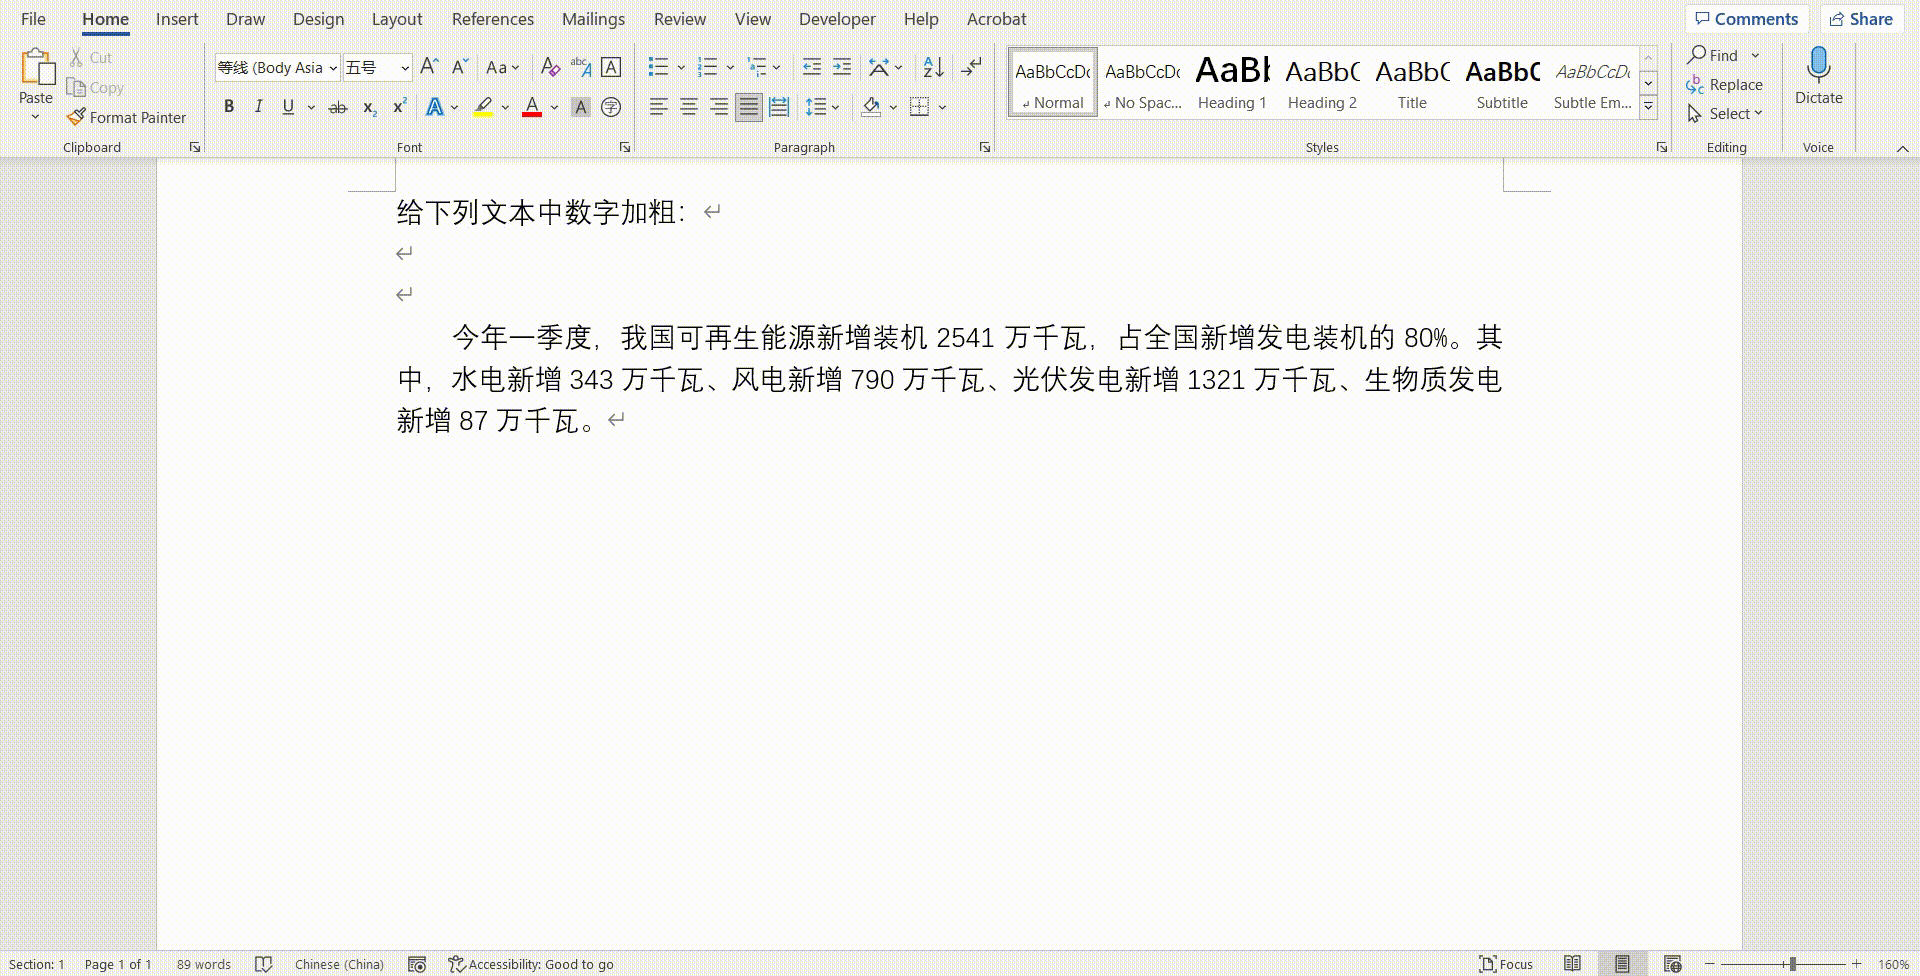 File Home Insert Draw Design Layout References Mailings Review View Developer Help Acrobat Comments Share
Paste Cut Copy Format Painter
等线 (Body Asia 五号
AaBbCcDc AaBbCcDc AaBb AaBbC AaBbC AaBbC AaBbCcDc
Normal No Spac... Heading 1 Heading 2 Title Subtitle Subtle Em...
Find Replace Select
Dictate
Clipboard Font Paragraph Styles Editing Voice
给下列文本中数字加粗：
今年一季度，我国可再生能源新增装机 2541 万千瓦，占全国新增发电装机的 80%。其
中，水电新增 343 万千瓦、风电新增 790 万千瓦、光伏发电新增 1321 万千瓦、生物质发电
新增 87 万千瓦。
Section: 1 Page 1 of 1 89 words Chinese (China) Accessibility: Good to go Focus 160%